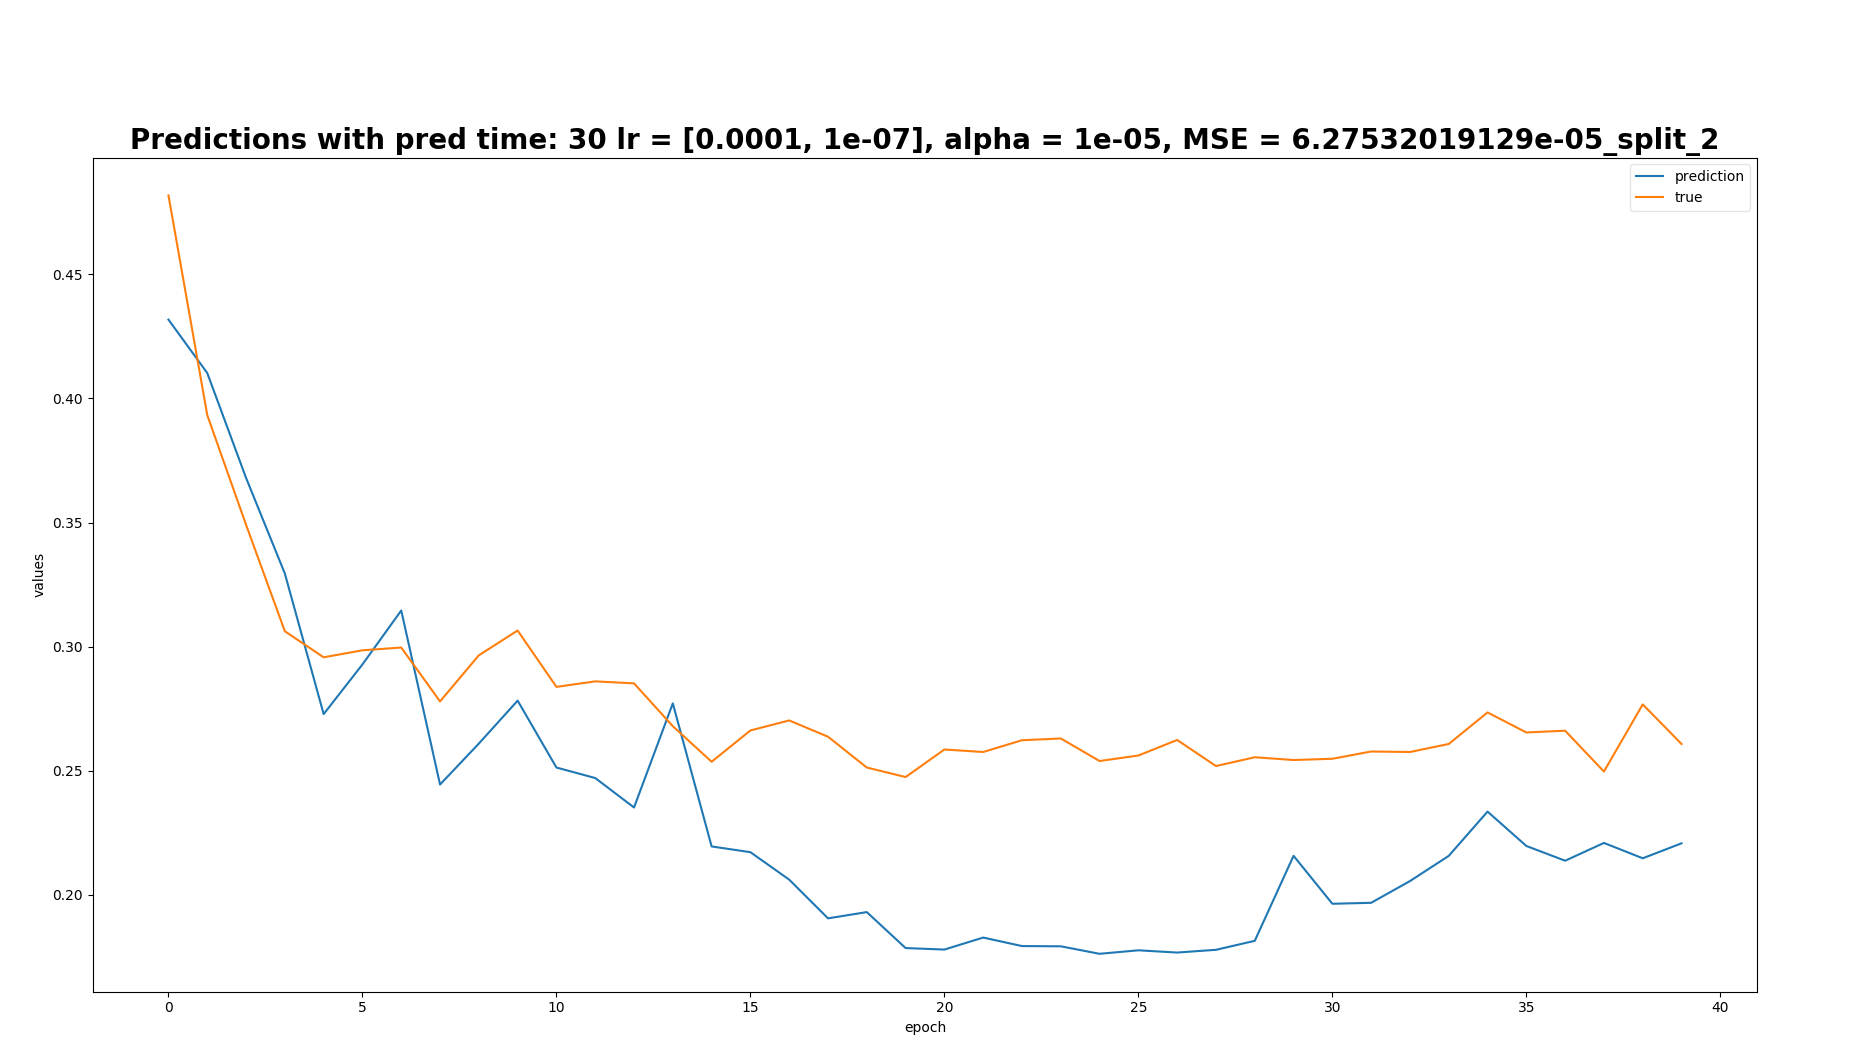 Predictions with pred time: 30 lr = [0.0001, 1e-07], alpha = 1e-05, MSE = 6.27532019129e-05_split_2
prediction
true
0.45
0.40
0.35
0.30
0.25
0.20
values
0 5 10 15 20 25 30 35 40
epoch